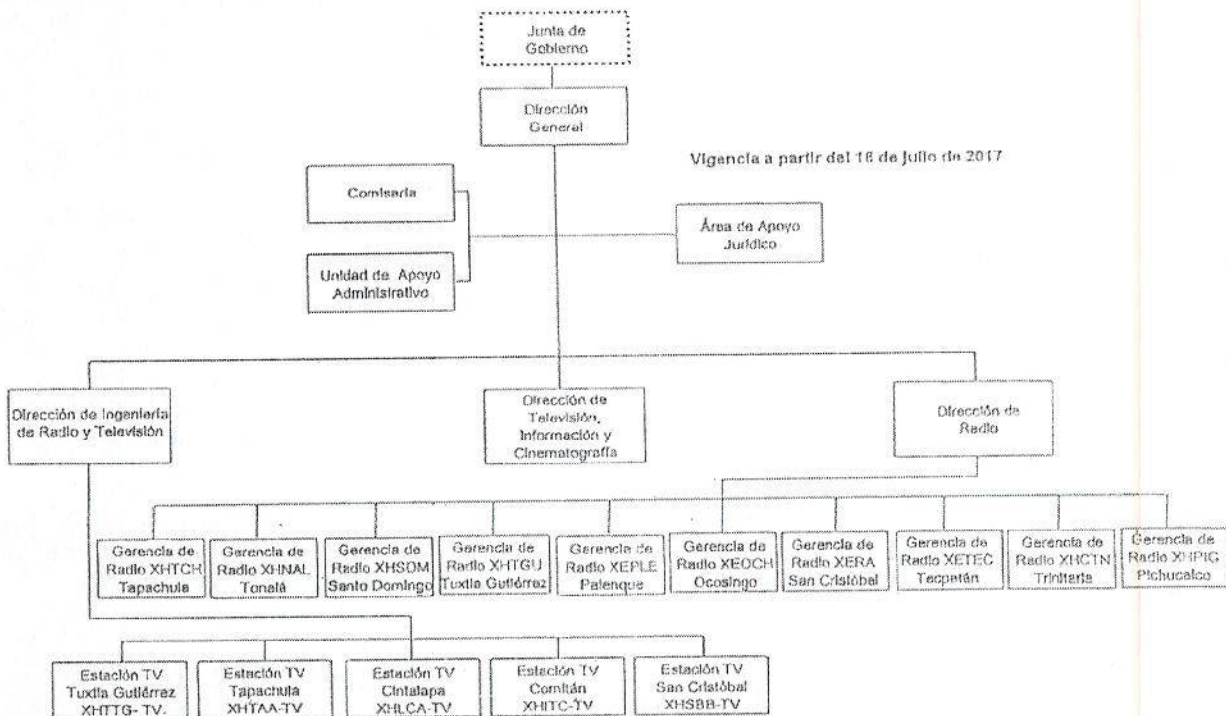 Junta de
Gobierno
Dirección
General
Vigencia a partir del 16 de julio de 2017
Comisaría
Área de Apoyo
Jurídico
Unidad de Apoyo
Administrativo
Dirección de Ingeniería
de Radio y Televisión
Dirección de
Televisión,
Información y
Cinematografía
Dirección de
Radio
Gerencia de
Radio XHTCH
Tapachula
Gerencia de
Radio XHNAL
Tonalá
Gerencia de
Radio XHSDM
Santo Domingo
Gerencia de
Radio XHTGU
Tuxtla Gutiérrez
Gerencia de
Radio XEPLE
Palenque
Gerencia de
Radio XEOCH
Ocosingo
Gerencia de
Radio XERA
San Cristóbal
Gerencia de
Radio XETEC
Tecpatán
Gerencia de
Radio XHCTN
Trinitaria
Gerencia de
Radio XHPIC
Pichucalco
Estación TV
Tuxtla Gutiérrez
XHTTG- TV.
Estación TV
Tapachula
XHTAA-TV
Estación TV
Cintalapa
XHLCA-TV
Estación TV
Comitán
XHITC-TV
Estación TV
San Cristóbal
XHSBB-TV